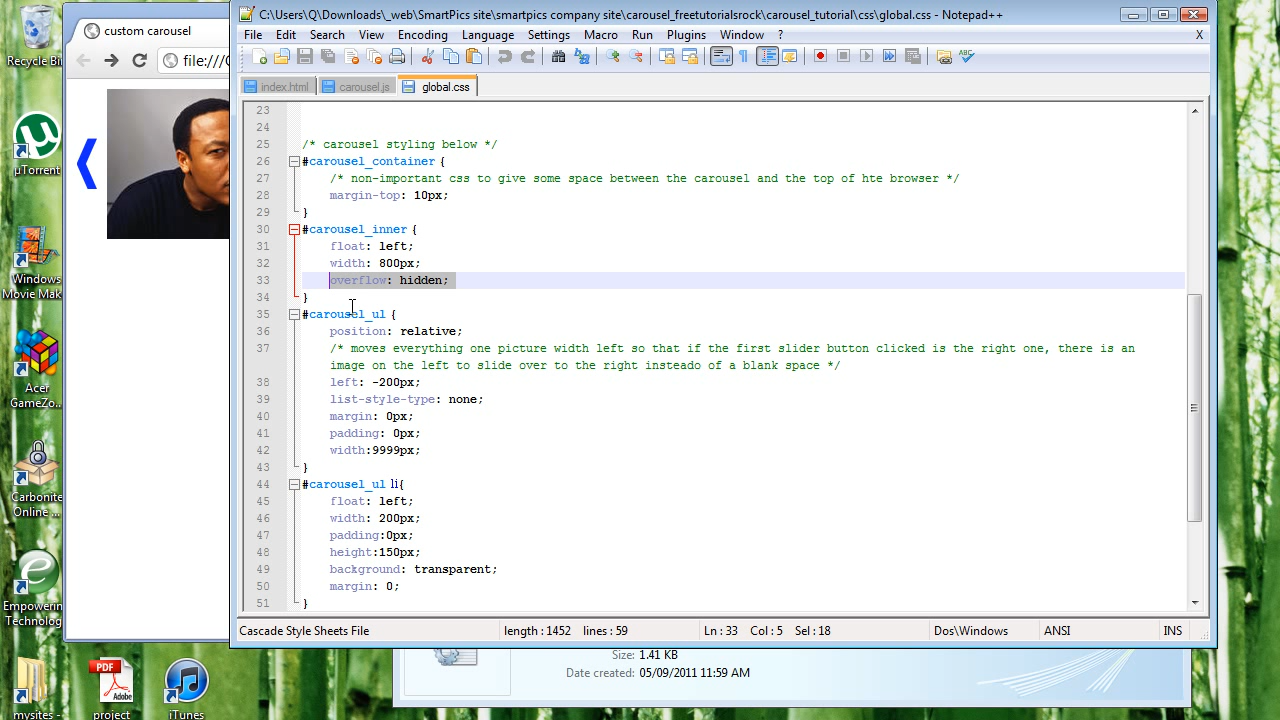 Recycle Bi
µTorrent
Windows
Movie Mak
Acer
GameZo...
Carbonite
Online ...
Empowerin
Technolog
mysites -
project
iTunes
PDF
Adobe
custom carousel
file:///C
C:\Users\Q\Downloads\_web\SmartPics site\smartpics company site\carousel_freetutorialrock\carousel_tutorial\css\global.css - Notepad++
File Edit Search View Encoding Language Settings Macro Run Plugins Window ? X
index.html carousel.js global.css
23
24
25 /* carousel styling below */
26 #carousel_container {
27 /* non-important css to give some space between the carousel and the top of hte browser */
28 margin-top: 10px;
29 }
30 #carousel_inner {
31 float: left;
32 width: 800px;
33 overflow: hidden;
34 }
35 #carousel_ul {
36 position: relative;
37 /* moves everything one picture width left so that if the first slider button clicked is the right one, there is an
image on the left to slide over to the right insteado of a blank space */
38 left: -200px;
39 list-style-type: none;
40 margin: 0px;
41 padding: 0px;
42 width:9999px;
43 }
44 #carousel_ul li{
45 float: left;
46 width: 200px;
47 padding:0px;
48 height:150px;
49 background: transparent;
50 margin: 0;
51 }
Cascade Style Sheets File length : 1452 lines : 59 Ln : 33 Col : 5 Sel : 18 Dos\Windows ANSI INS
Size: 1.41 KB
Date created: 05/09/2011 11:59 AM